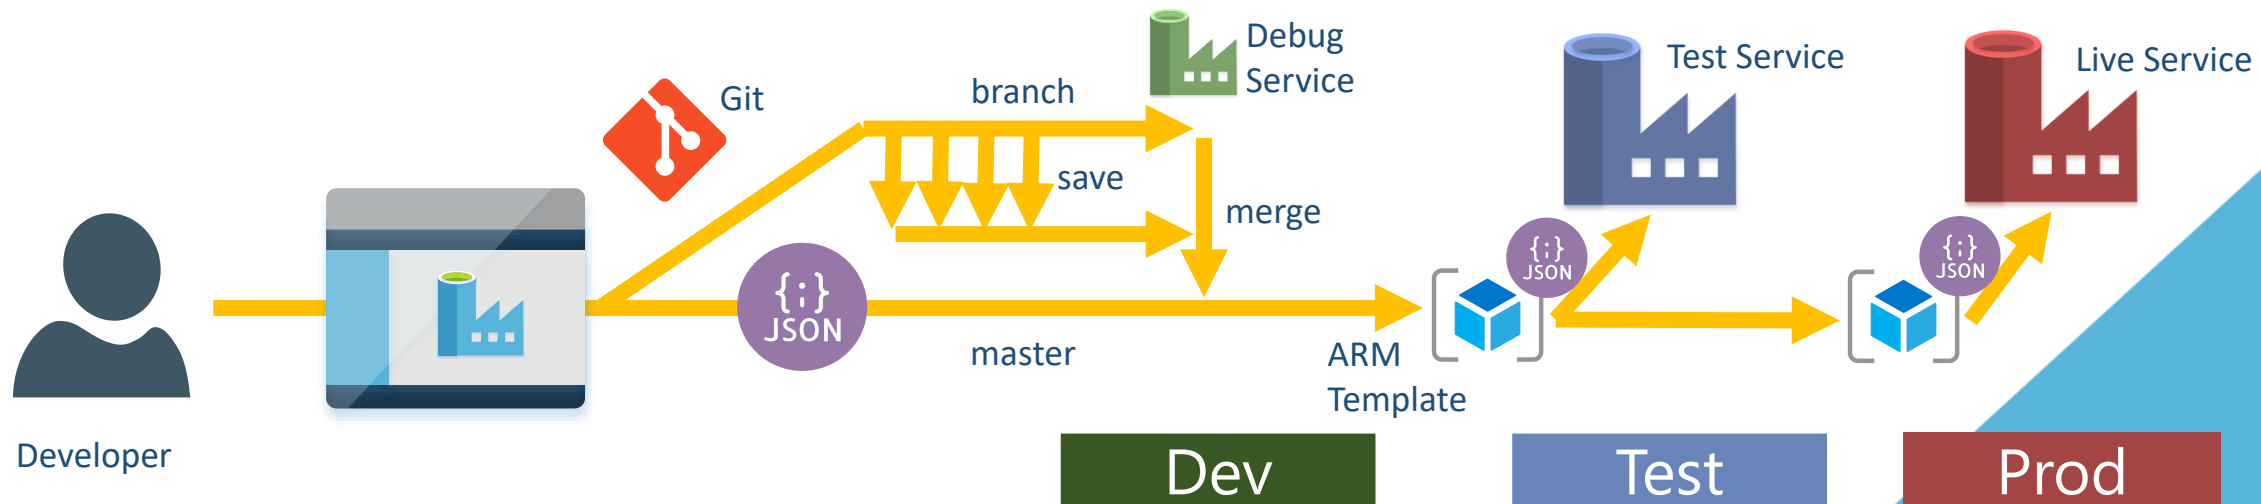 Debug
Service
Test Service
Live Service
Git
branch
save
merge
{;}
JSON
{;}
JSON
{;}
JSON
master
ARM
Template
Developer
Dev
Test
Prod